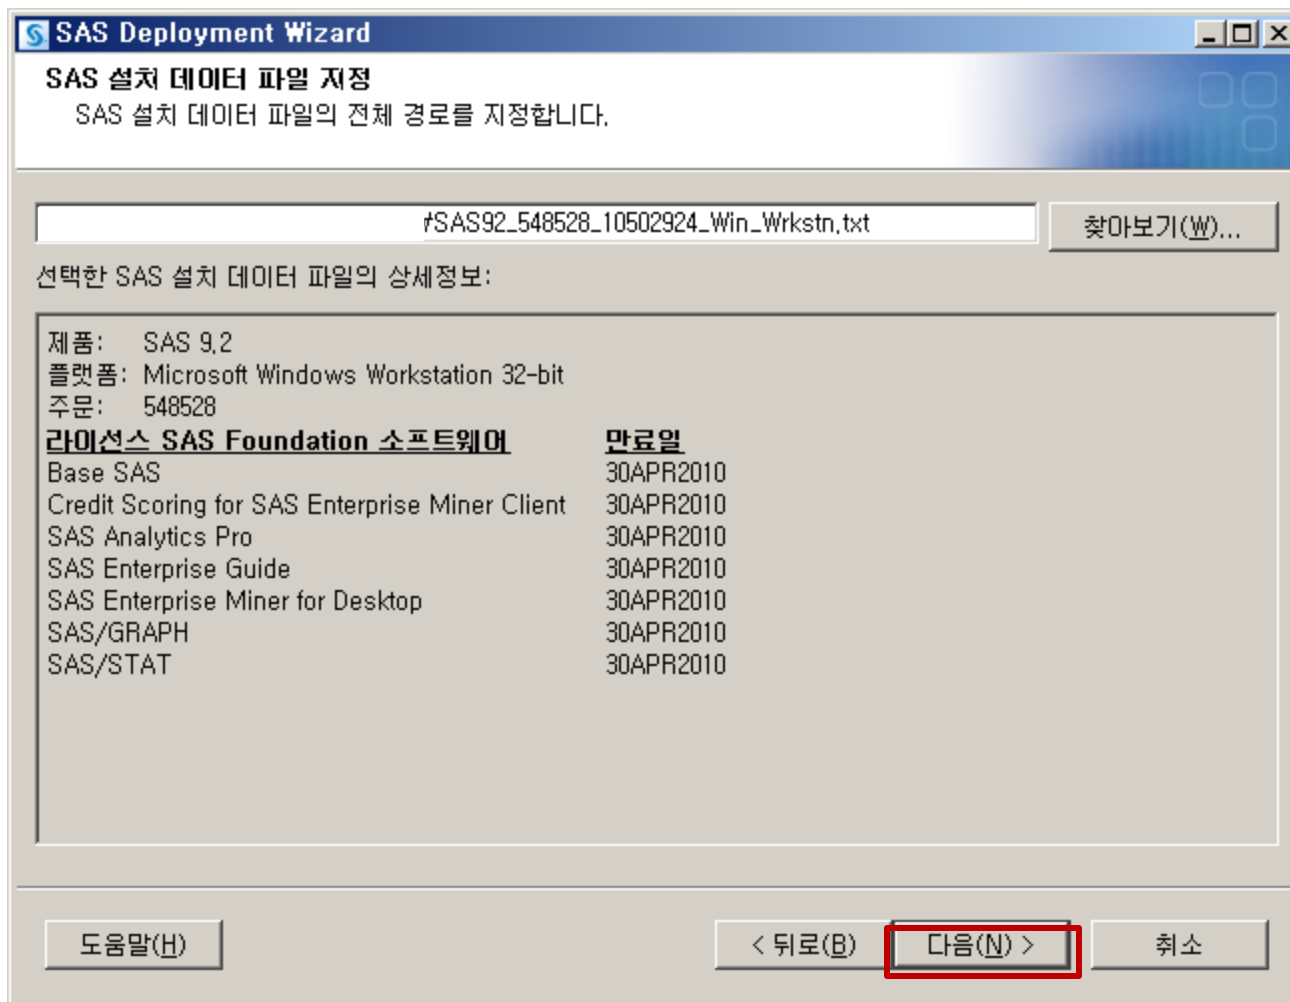 SAS Deployment Wizard
SAS 설치 데이터 파일 지정
SAS 설치 데이터 파일의 전체 경로를 지정합니다.
SAS92_548528_10502924_Win_Wrkstn.txt 찾아보기(W)...
선택한 SAS 설치 데이터 파일의 상세정보:
제품: SAS 9.2
플랫폼: Microsoft Windows Workstation 32-bit
주문: 548528
라이선스 SAS Foundation 소프트웨어 만료일
Base SAS 30APR2010
Credit Scoring for SAS Enterprise Miner Client 30APR2010
SAS Analytics Pro 30APR2010
SAS Enterprise Guide 30APR2010
SAS Enterprise Miner for Desktop 30APR2010
SAS/GRAPH 30APR2010
SAS/STAT 30APR2010
도움말(H) < 뒤로(B) 다음(N) > 취소